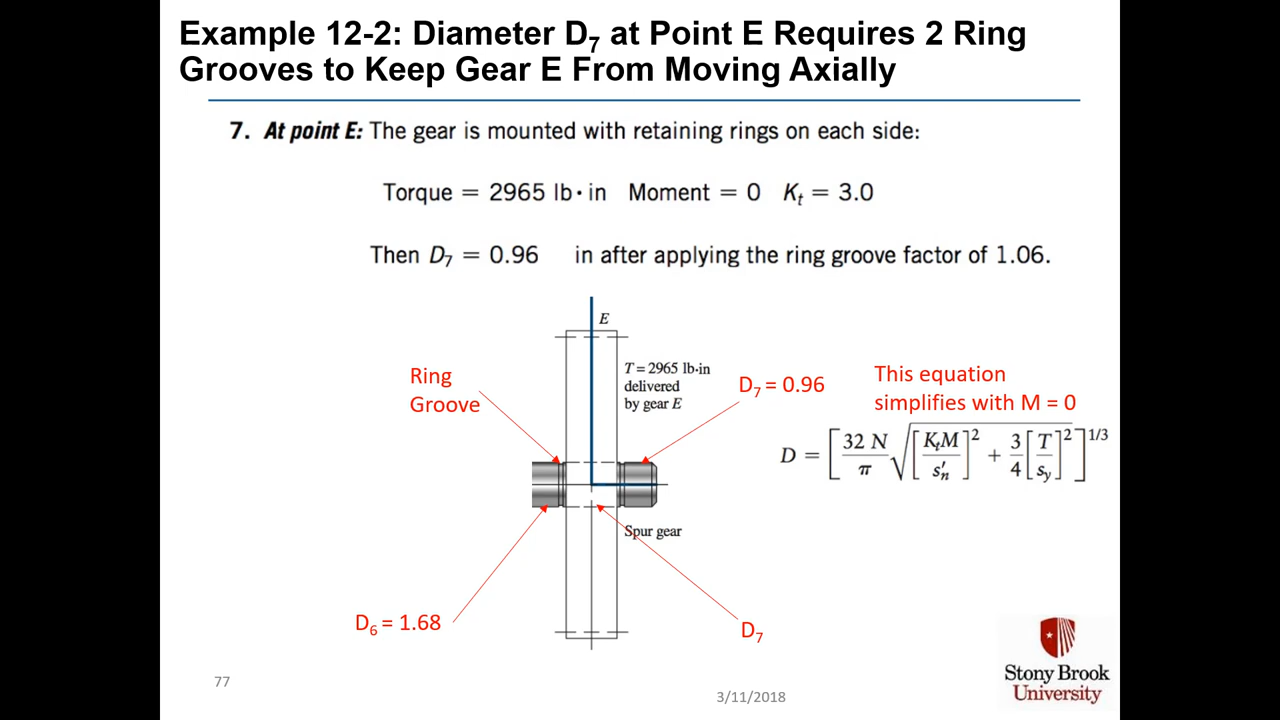 Example 12-2: Diameter D₇ at Point E Requires 2 Ring
Grooves to Keep Gear E From Moving Axially
7. At point E: The gear is mounted with retaining rings on each side:
Torque = 2965 lb·in Moment = 0 Kₜ = 3.0
Then D₇ = 0.96 in after applying the ring groove factor of 1.06.
E
T = 2965 lb·in
delivered
by gear E
Ring
Groove
D₇ = 0.96
This equation
simplifies with M = 0
D = [ 32 N / π √( [ KₜM / s′ₙ ]² + 3/4 [ T / sᵧ ]² ) ]^1/3
Spur gear
D₆ = 1.68
D₇
77
3/11/2018
Stony Brook
University